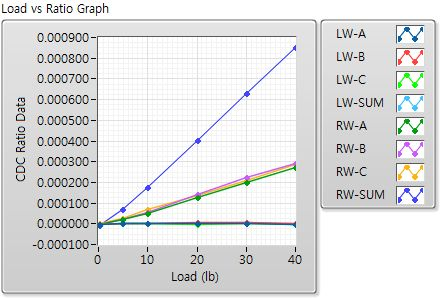 Load vs Ratio Graph
0.000900
0.000800
0.000700
0.000600
0.000500
0.000400
0.000300
0.000200
0.000100
0.000000
-0.000100
CDC Ratio Data
0
10
20
30
40
Load (lb)
LW-A
LW-B
LW-C
LW-SUM
RW-A
RW-B
RW-C
RW-SUM